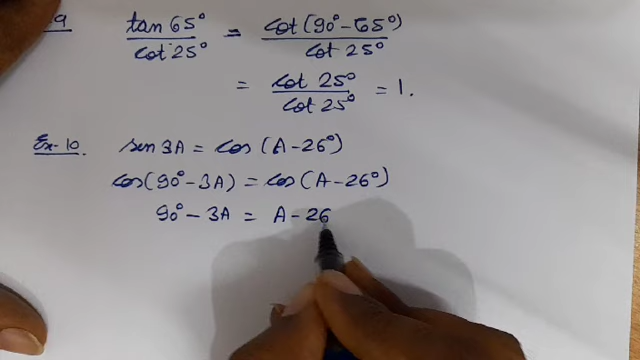 9 tan 65° / cot 25° = cot (90° - 65°) / cot 25°
= cot 25° / cot 25° = 1.
Ex-10. sin 3A = cos (A - 26°)
cos (90° - 3A) = cos (A - 26°)
90° - 3A = A - 26